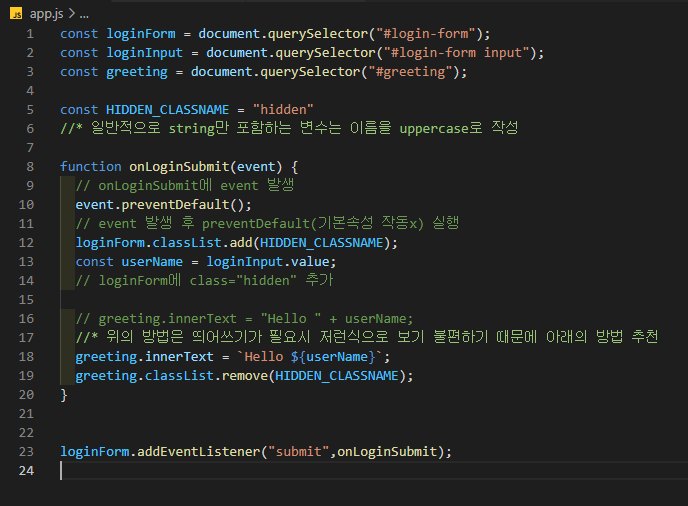 JS app.js > ...
1 const loginForm = document.querySelector("#login-form");
2 const loginInput = document.querySelector("#login-form input");
3 const greeting = document.querySelector("#greeting");
4
5 const HIDDEN_CLASSNAME = "hidden"
6 //* 일반적으로 string만 포함하는 변수는 이름을 uppercase로 작성
7
8 function onLoginSubmit(event) {
9 // onLoginSubmit에 event 발생
10 event.preventDefault();
11 // event 발생 후 preventDefault(기본속성 작동x) 실행
12 loginForm.classList.add(HIDDEN_CLASSNAME);
13 const userName = loginInput.value;
14 // loginForm에 class="hidden" 추가
15
16 // greeting.innerText = "Hello " + userName;
17 //* 위의 방법은 띄어쓰기가 필요시 저런식으로 보기 불편하기 때문에 아래의 방법 추천
18 greeting.innerText = `Hello ${userName}`;
19 greeting.classList.remove(HIDDEN_CLASSNAME);
20 }
21
22
23 loginForm.addEventListener("submit",onLoginSubmit);
24